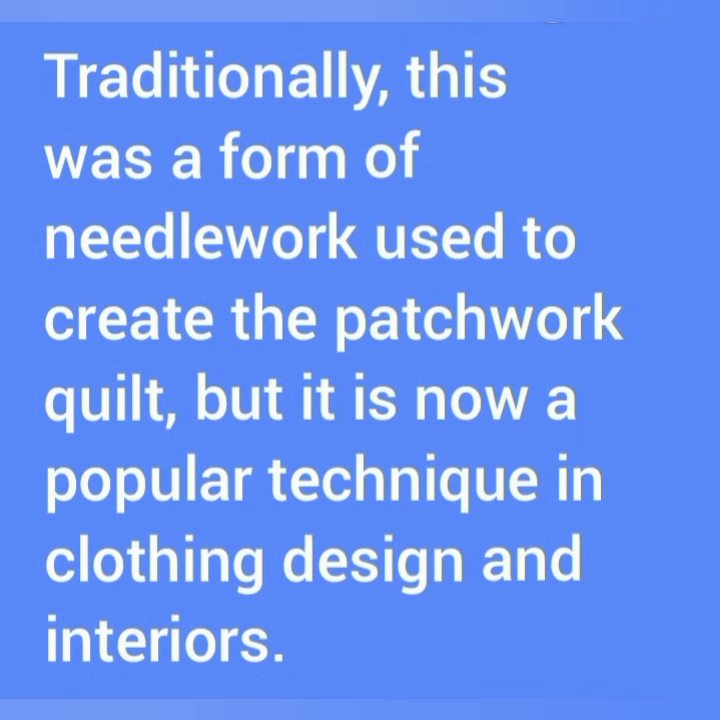 Traditionally, this
was a form of
needlework used to
create the patchwork
quilt, but it is now a
popular technique in
clothing design and
interiors.